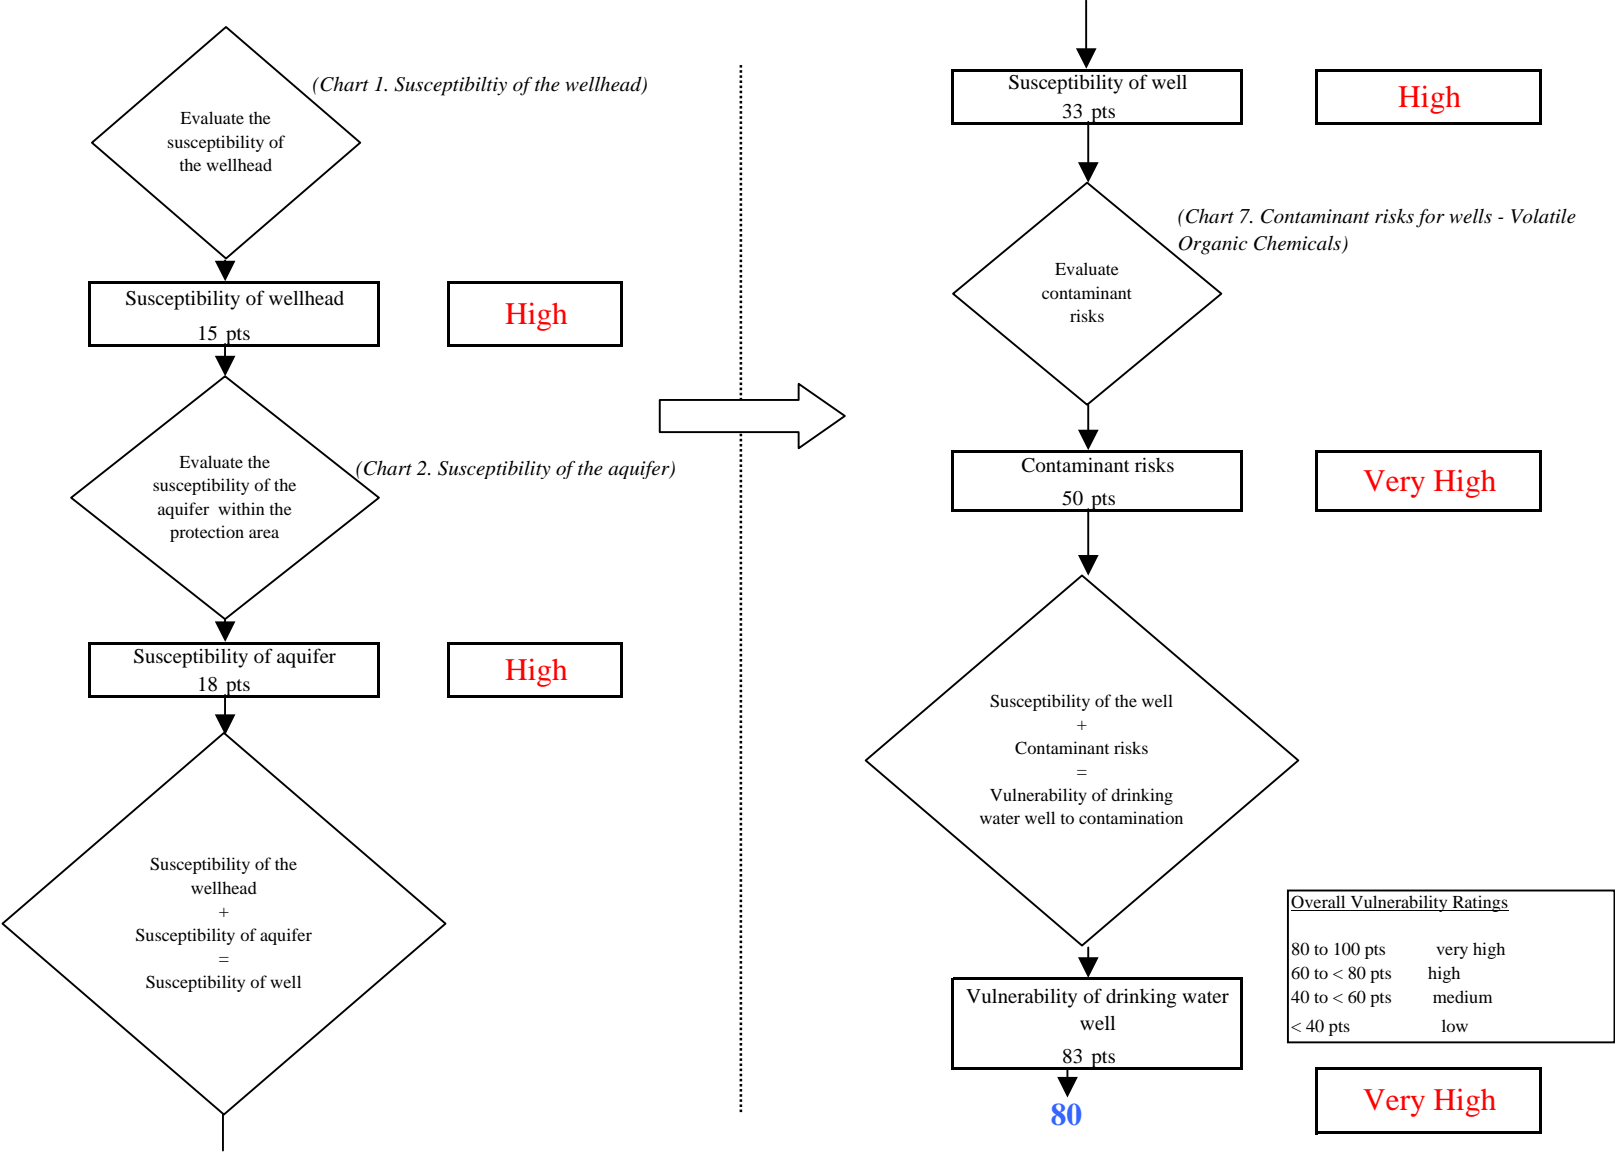 (Chart 1. Susceptibiltiy of the wellhead)
Evaluate the
susceptibility of
the wellhead
Susceptibility of wellhead
15 pts
High
(Chart 2. Susceptibility of the aquifer)
Evaluate the
susceptibility of the
aquifer within the
protection area
Susceptibility of aquifer
18 pts
High
Susceptibility of the
wellhead
+
Susceptibility of aquifer
=
Susceptibility of well
Susceptibility of well
33 pts
High
(Chart 7. Contaminant risks for wells - Volatile
Organic Chemicals)
Evaluate
contaminant
risks
Contaminant risks
50 pts
Very High
Susceptibility of the well
+
Contaminant risks
=
Vulnerability of drinking
water well to contamination
Overall Vulnerability Ratings
80 to 100 pts very high
60 to < 80 pts high
40 to < 60 pts medium
< 40 pts low
Vulnerability of drinking water
well
83 pts
80
Very High